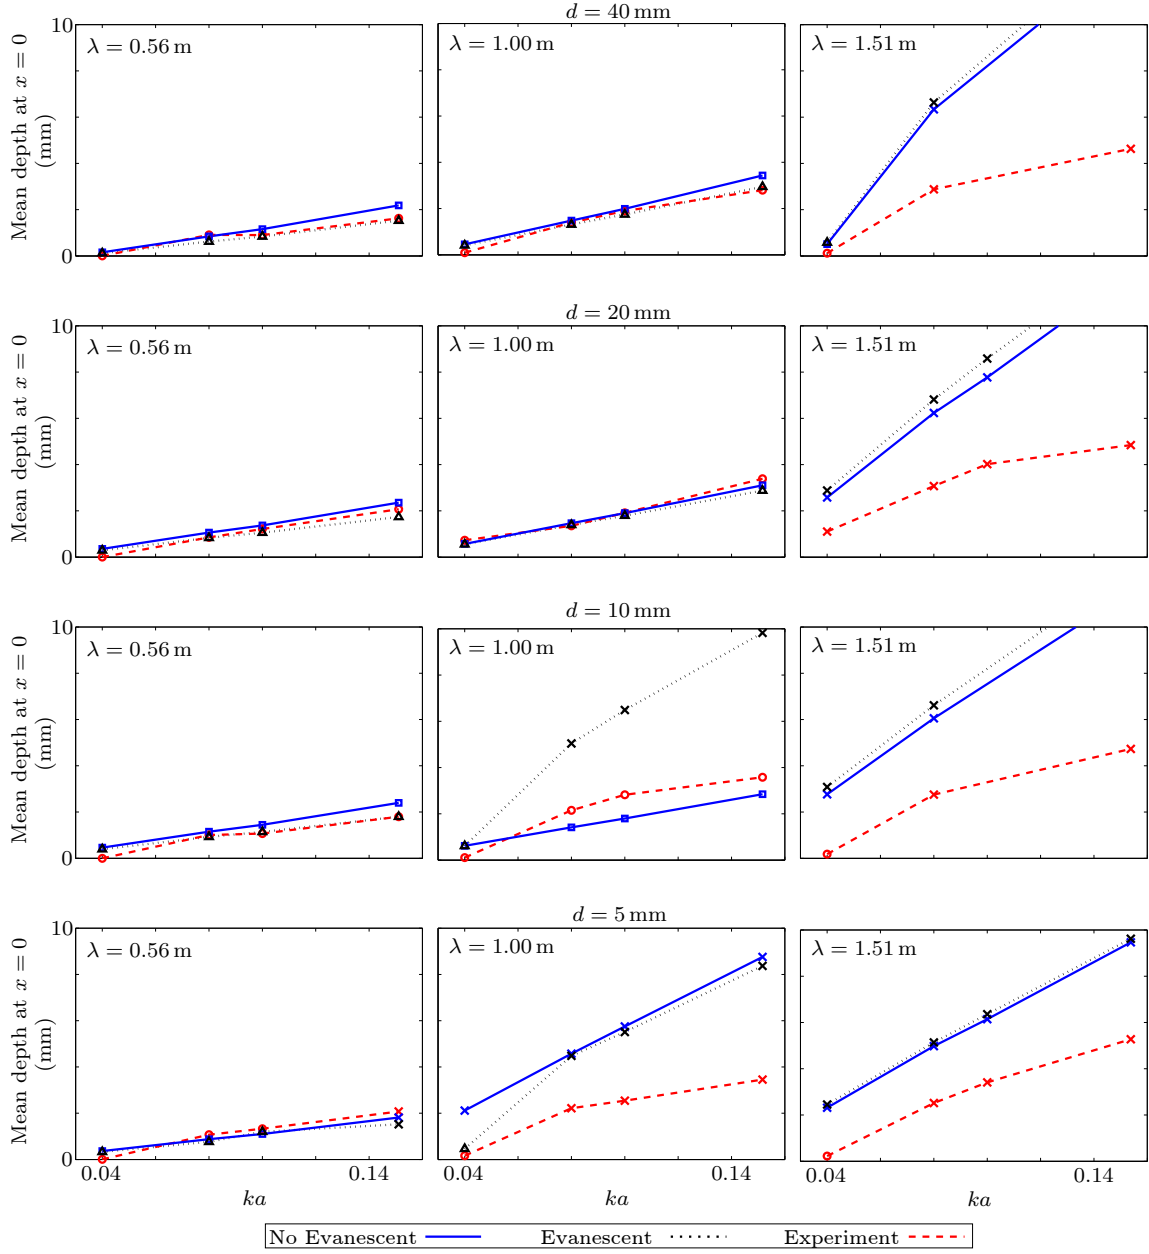 d = 40 mm
10
λ = 0.56 m
λ = 1.00 m
λ = 1.51 m
Mean depth at x = 0
(mm)
0
d = 20 mm
10
λ = 0.56 m
λ = 1.00 m
λ = 1.51 m
Mean depth at x = 0
(mm)
0
d = 10 mm
10
λ = 0.56 m
λ = 1.00 m
λ = 1.51 m
Mean depth at x = 0
(mm)
0
d = 5 mm
10
λ = 0.56 m
λ = 1.00 m
λ = 1.51 m
Mean depth at x = 0
(mm)
0
0.04 0.14 0.04 0.14 0.04 0.14
ka ka ka
No Evanescent Evanescent Experiment